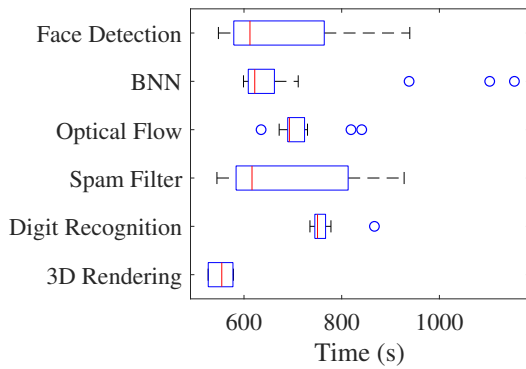 Face Detection
BNN
Optical Flow
Spam Filter
Digit Recognition
3D Rendering
600 800 1000
Time (s)